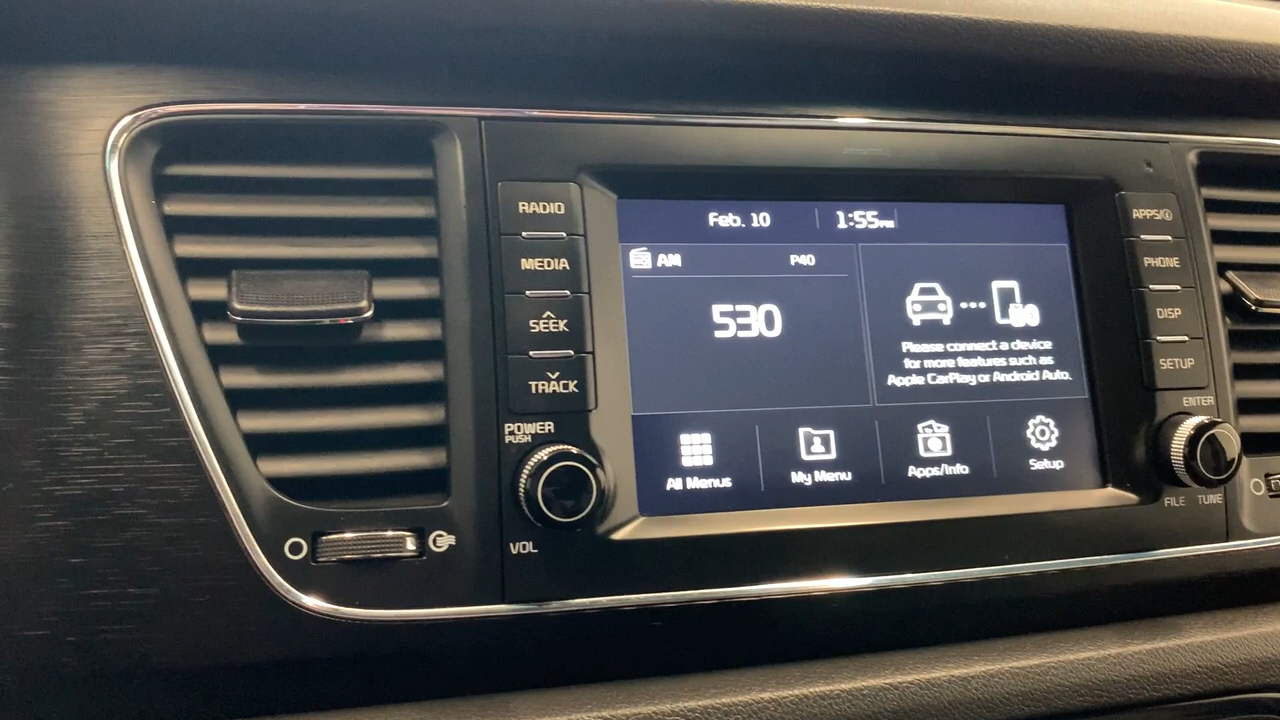 RADIO
MEDIA
SEEK
TRACK
POWER
PUSH
VOL
Feb. 10
1:55PM
AM
P40
530
Please connect a device
for more features such as
Apple CarPlay or Android Auto.
All Menus
My Menu
Apps/Info
Setup
APPS/i
PHONE
DISP
SETUP
ENTER
FILE TUNE